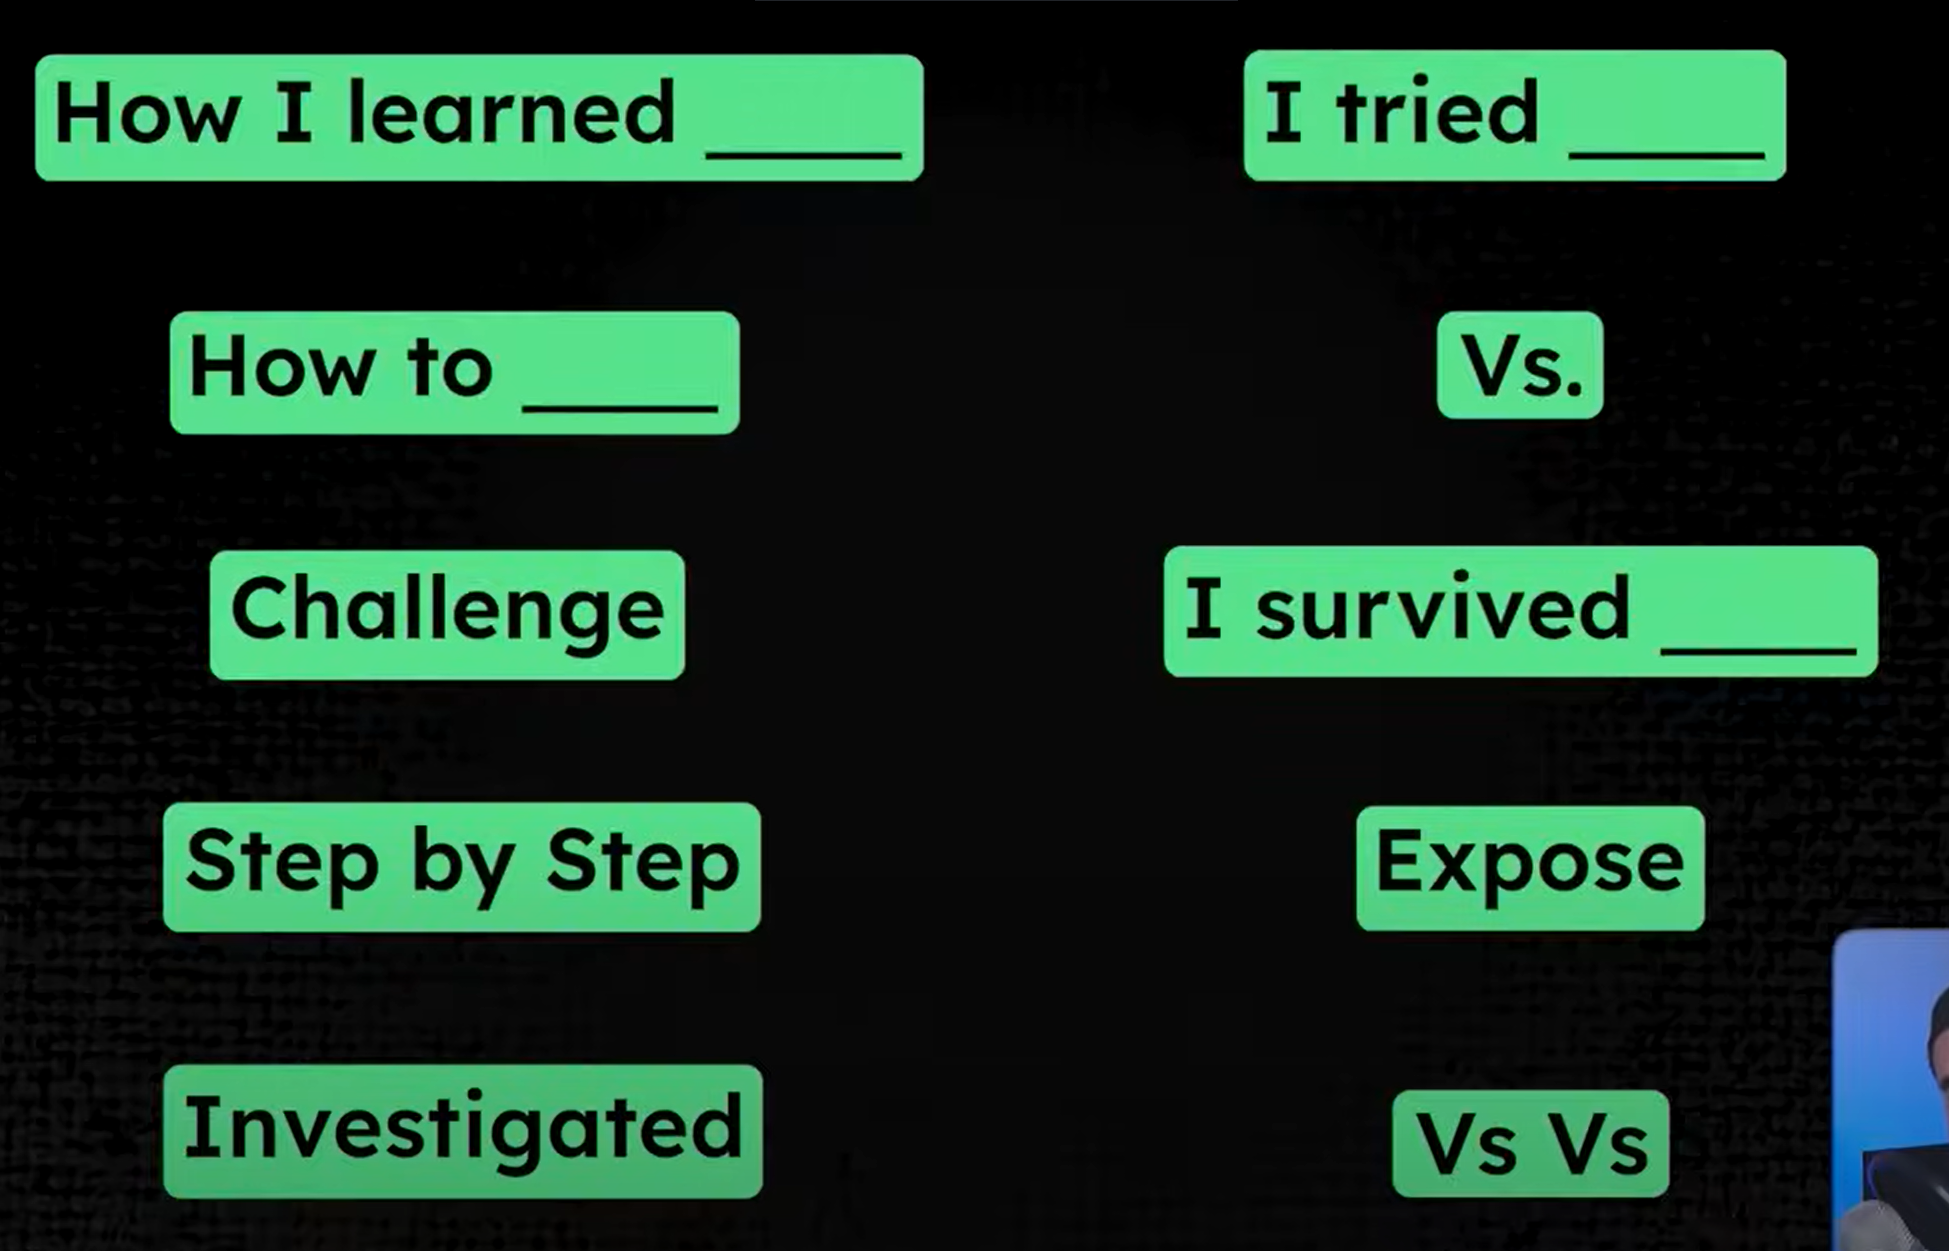 How I learned ____
I tried ____
How to ____
Vs.
Challenge
I survived ____
Step by Step
Expose
Investigated
Vs Vs